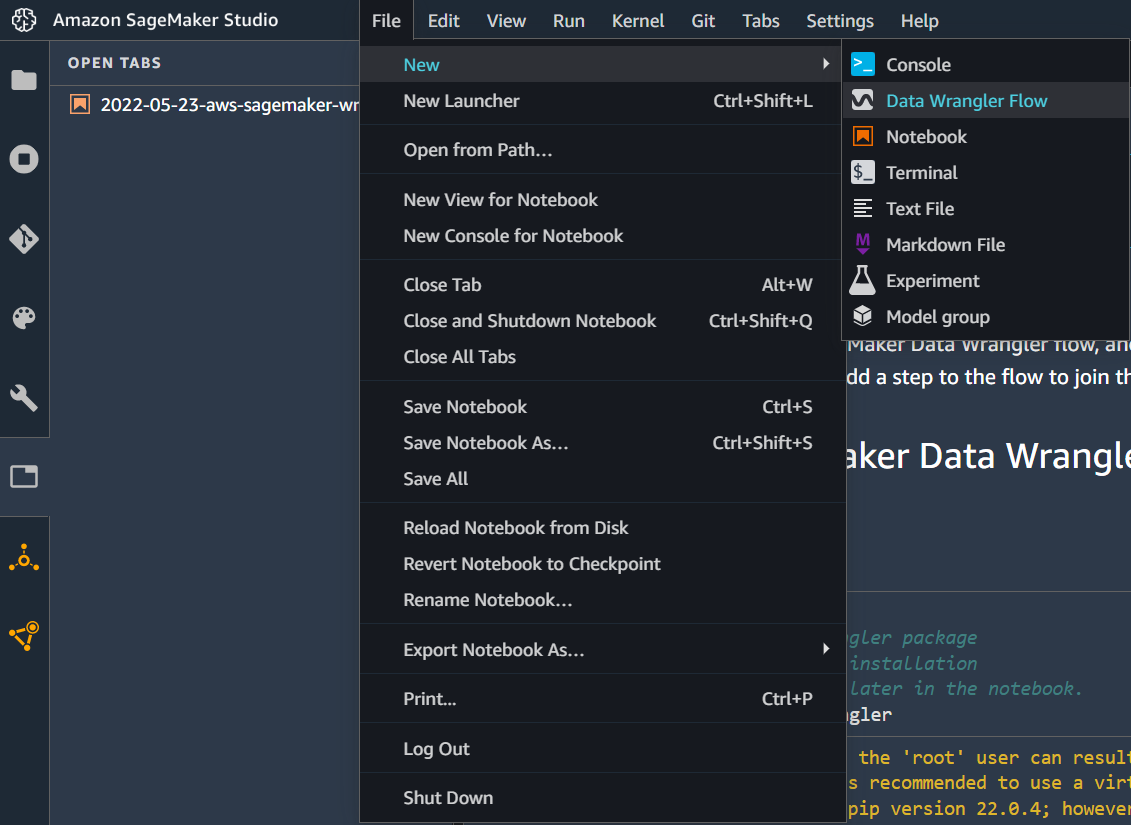 Amazon SageMaker Studio
File Edit View Run Kernel Git Tabs Settings Help
OPEN TABS
2022-05-23-aws-sagemaker-wr
New
New Launcher Ctrl+Shift+L
Open from Path…
New View for Notebook
New Console for Notebook
Close Tab Alt+W
Close and Shutdown Notebook Ctrl+Shift+Q
Close All Tabs
Save Notebook Ctrl+S
Save Notebook As… Ctrl+Shift+S
Save All
Reload Notebook from Disk
Revert Notebook to Checkpoint
Rename Notebook…
Export Notebook As…
Print... Ctrl+P
Log Out
Shut Down
>_ Console
Data Wrangler Flow
Notebook
$_ Terminal
Text File
M Markdown File
Experiment
Model group
Maker Data Wrangler flow, and
dd a step to the flow to join th
aker Data Wrangle
gler package
installation
later in the notebook.
gler
the 'root' user can result
s recommended to use a virt
pip version 22.0.4; however